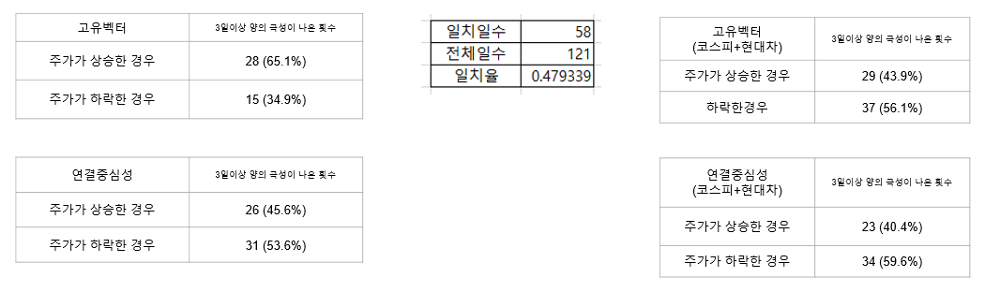 고유벡터 3일이상 양의 극성이 나온 횟수
주가가 상승한 경우 28 (65.1%)
주가가 하락한 경우 15 (34.9%)
일치일수 58
전체일수 121
일치율 0.479339
고유벡터
(코스피+현대차)
3일이상 양의 극성이 나온 횟수
주가가 상승한 경우 29 (43.9%)
하락한경우 37 (56.1%)
연결중심성 3일이상 양의 극성이 나온 횟수
주가가 상승한 경우 26 (45.6%)
주가가 하락한 경우 31 (53.6%)
연결중심성
(코스피+현대차)
3일이상 양의 극성이 나온 횟수
주가가 상승한 경우 23 (40.4%)
주가가 하락한 경우 34 (59.6%)